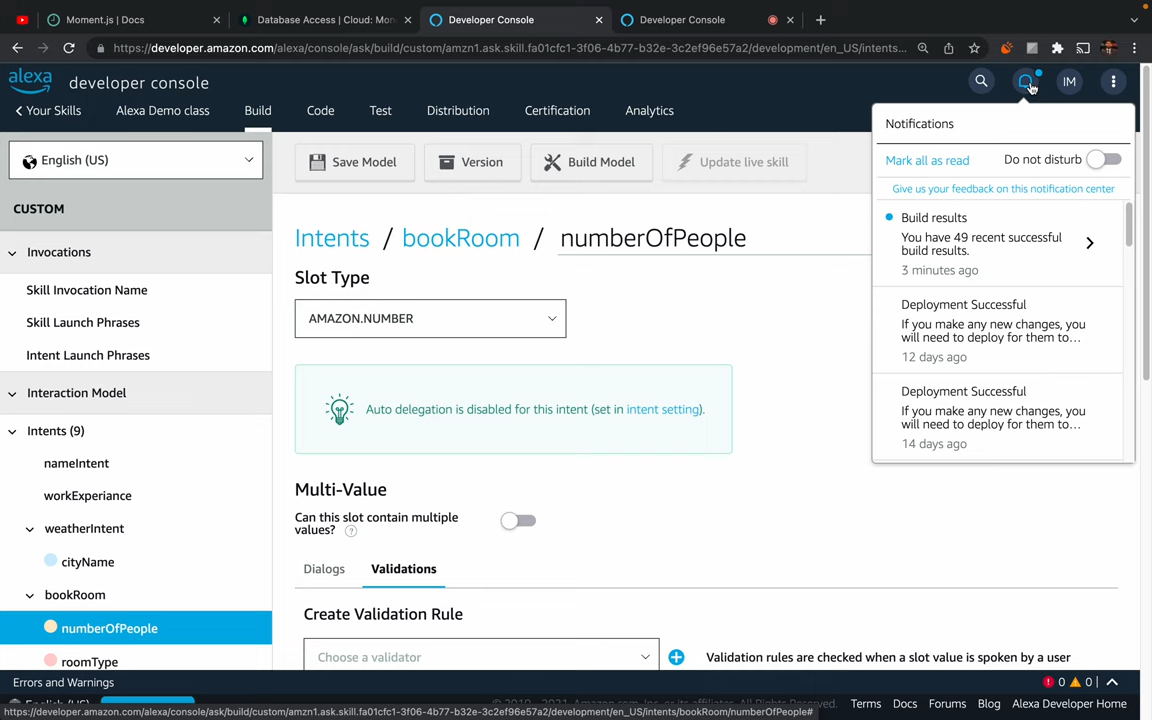 Moment.js | Docs
Database Access | Cloud: Mon
Developer Console
Developer Console
https://developer.amazon.com/alexa/console/ask/build/custom/amzn1.ask.skill.fa01cfc1-3f06-4b77-b32e-3c2ef96e57a2/development/en_US/intents...
alexa developer console
IM
Your Skills
Alexa Demo class
Build
Code
Test
Distribution
Certification
Analytics
English (US)
Save Model
Version
Build Model
Update live skill
CUSTOM
Invocations
Skill Invocation Name
Skill Launch Phrases
Intent Launch Phrases
Interaction Model
Intents (9)
nameIntent
workExperiance
weatherIntent
cityName
bookRoom
numberOfPeople
roomType
Intents / bookRoom / numberOfPeople
Slot Type
AMAZON.NUMBER
Auto delegation is disabled for this intent (set in intent setting).
Multi-Value
Can this slot contain multiple
values? ?
Dialogs
Validations
Create Validation Rule
Choose a validator
Validation rules are checked when a slot value is spoken by a user
Notifications
Mark all as read
Do not disturb
Give us your feedback on this notification center
Build results
You have 49 recent successful
build results.
3 minutes ago
Deployment Successful
If you make any new changes, you
will need to deploy for them to...
12 days ago
Deployment Successful
If you make any new changes, you
will need to deploy for them to...
14 days ago
Errors and Warnings
0
0
Terms
Docs
Forums
Blog
Alexa Developer Home
https://developer.amazon.com/alexa/console/ask/build/custom/amzn1.ask.skill.fa01cfc1-3f06-4b77-b32e-3c2ef96e57a2/development/en_US/intents/bookRoom/numberOfPeople#